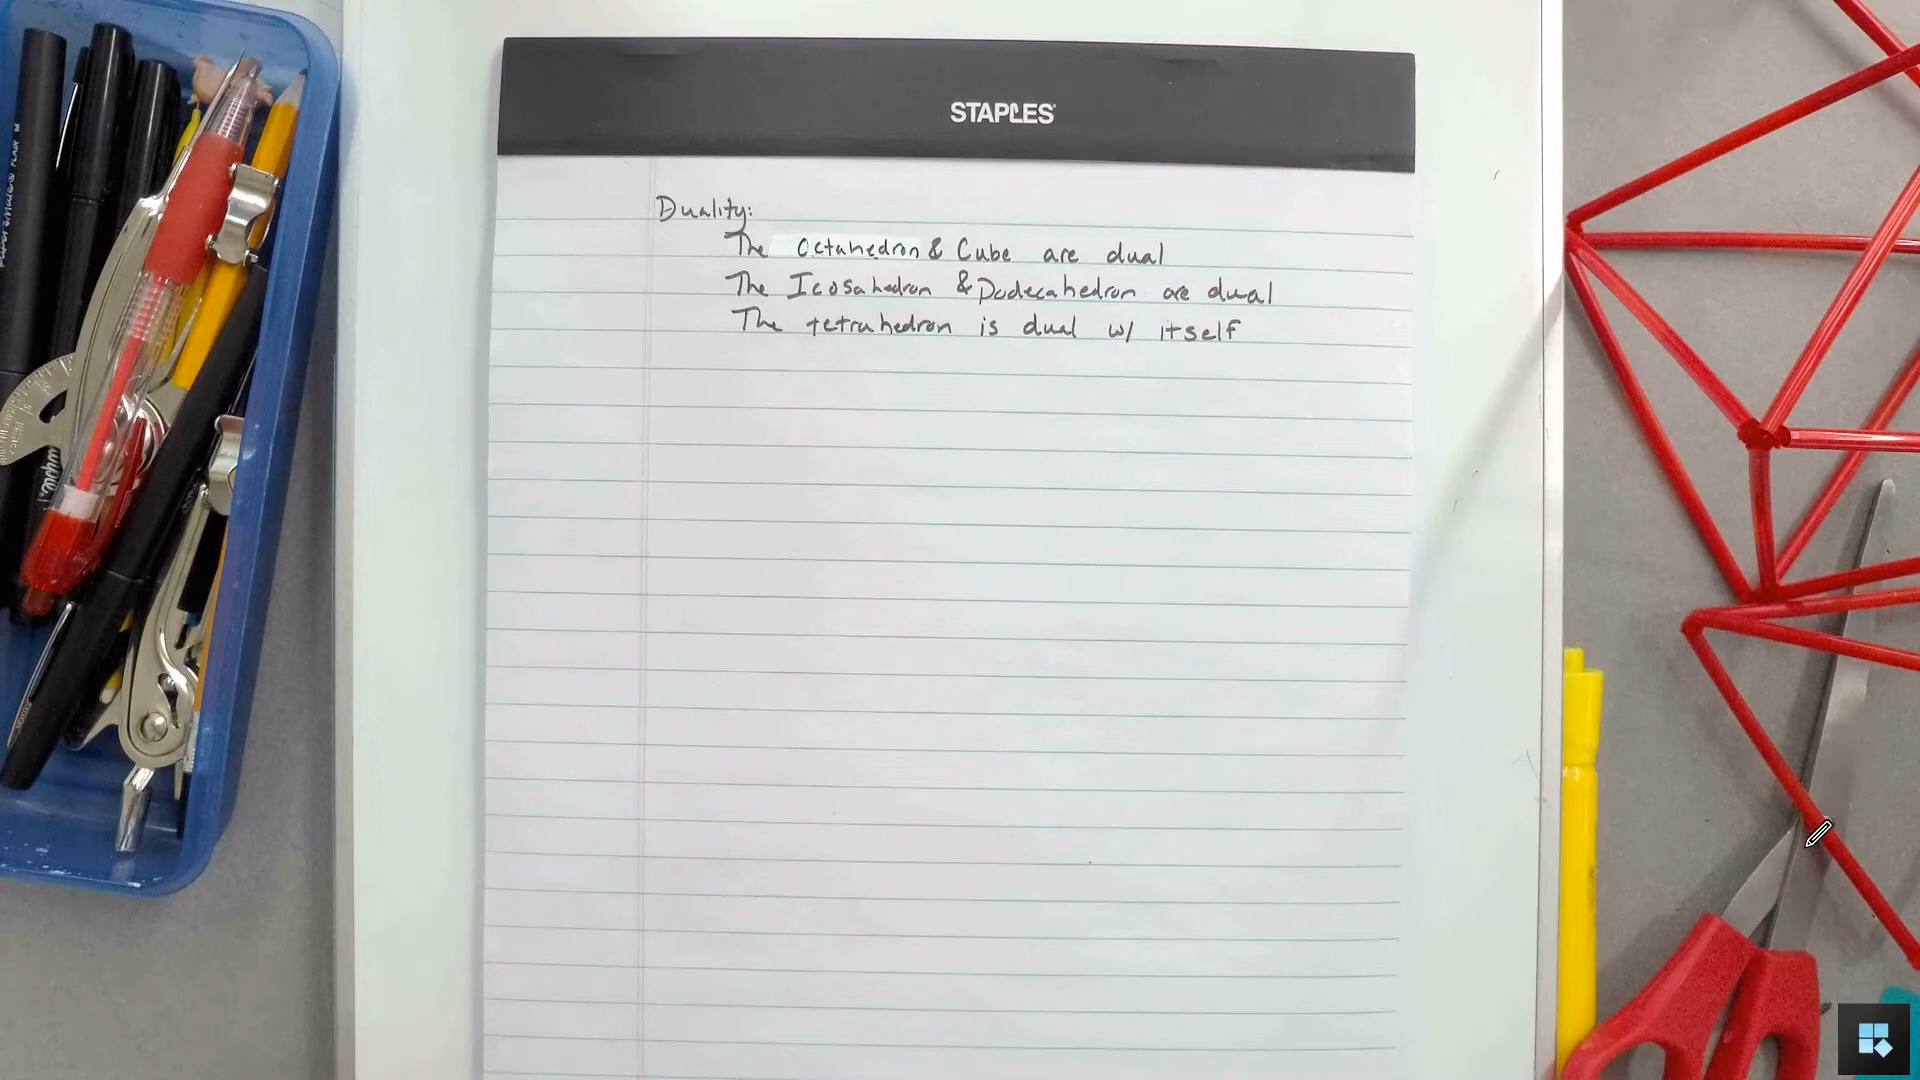 STAPLES
Duality:
The Octahedron & Cube are dual
The Icosahedron & Dodecahedron are dual
The tetrahedron is dual w/ itself